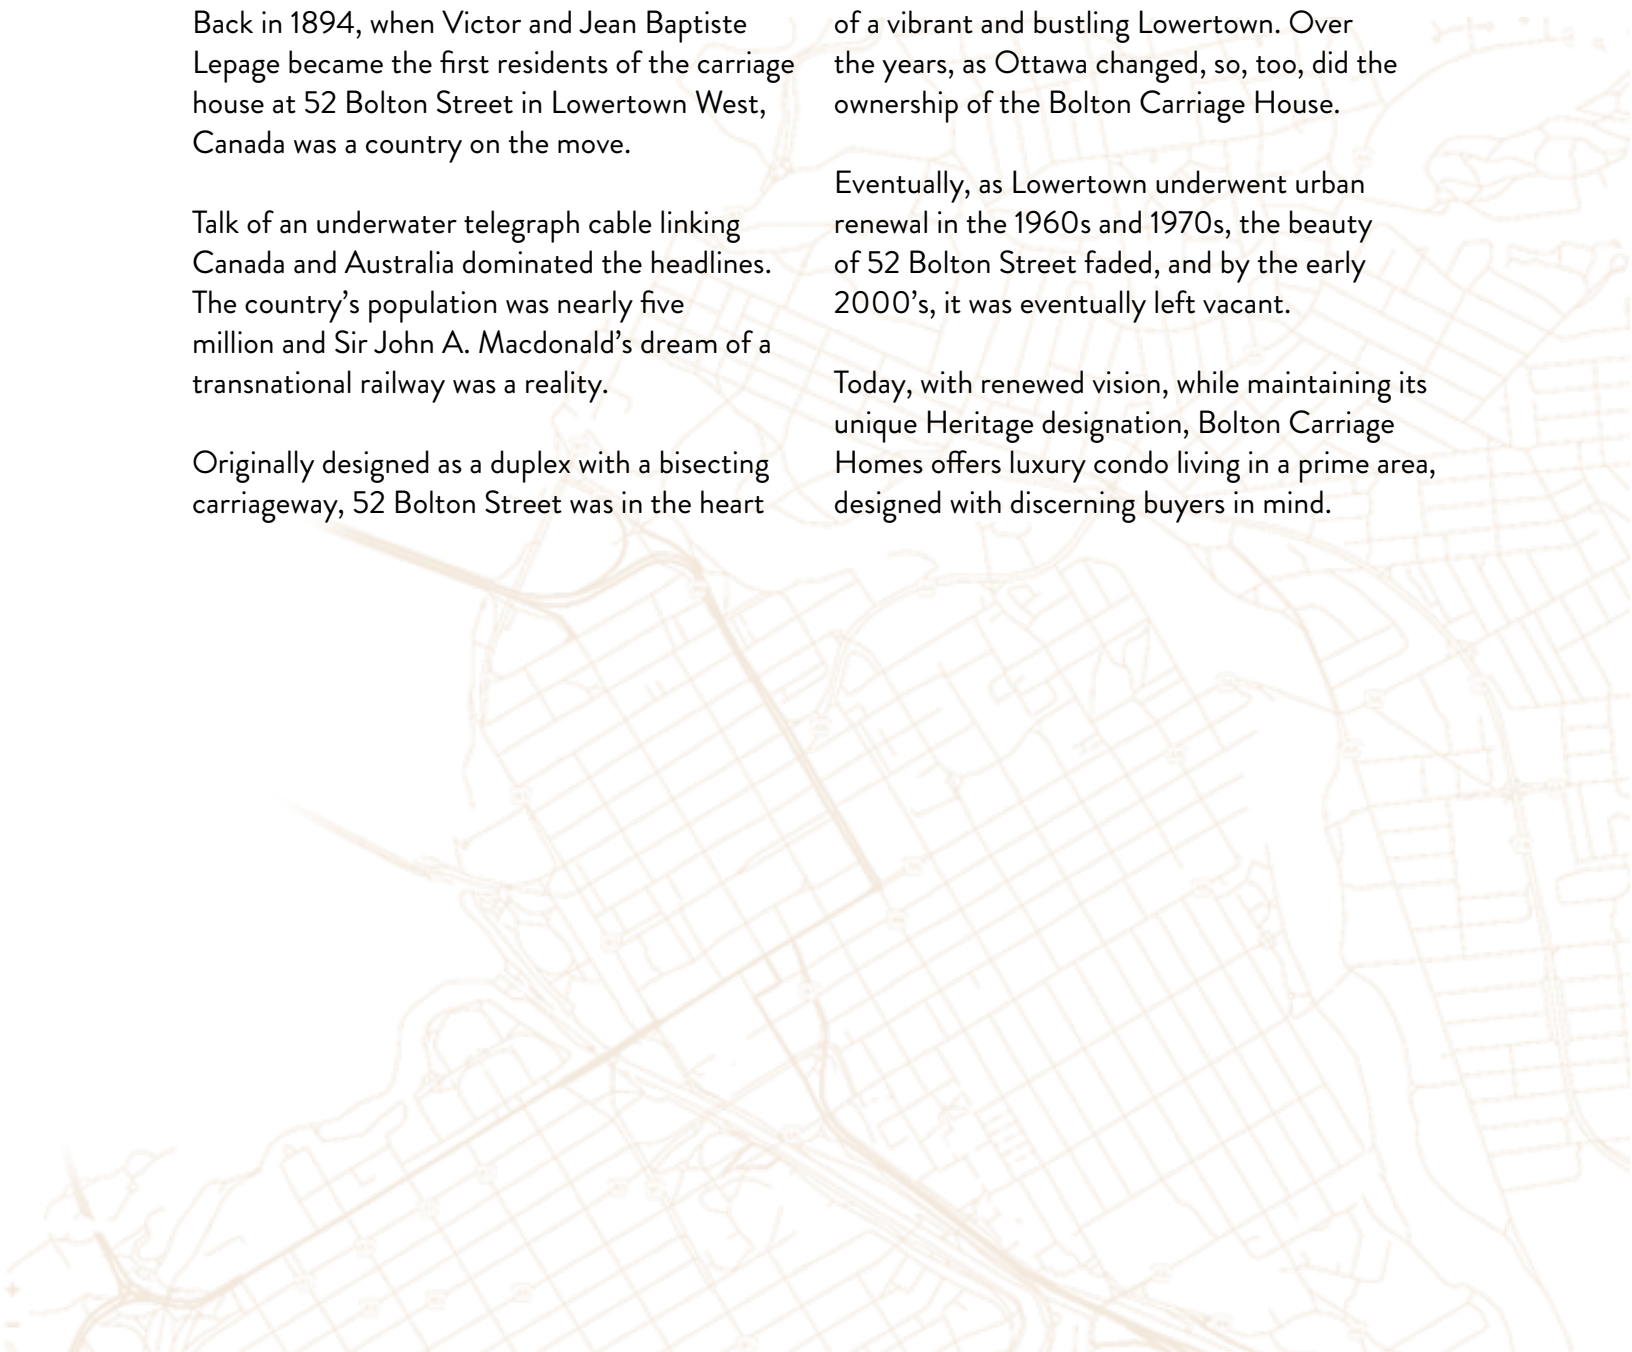 Back in 1894, when Victor and Jean Baptiste
Lepage became the first residents of the carriage
house at 52 Bolton Street in Lowertown West,
Canada was a country on the move.
Talk of an underwater telegraph cable linking
Canada and Australia dominated the headlines.
The country’s population was nearly five
million and Sir John A. Macdonald’s dream of a
transnational railway was a reality.
Originally designed as a duplex with a bisecting
carriageway, 52 Bolton Street was in the heart
of a vibrant and bustling Lowertown. Over
the years, as Ottawa changed, so, too, did the
ownership of the Bolton Carriage House.
Eventually, as Lowertown underwent urban
renewal in the 1960s and 1970s, the beauty
of 52 Bolton Street faded, and by the early
2000’s, it was eventually left vacant.
Today, with renewed vision, while maintaining its
unique Heritage designation, Bolton Carriage
Homes offers luxury condo living in a prime area,
designed with discerning buyers in mind.